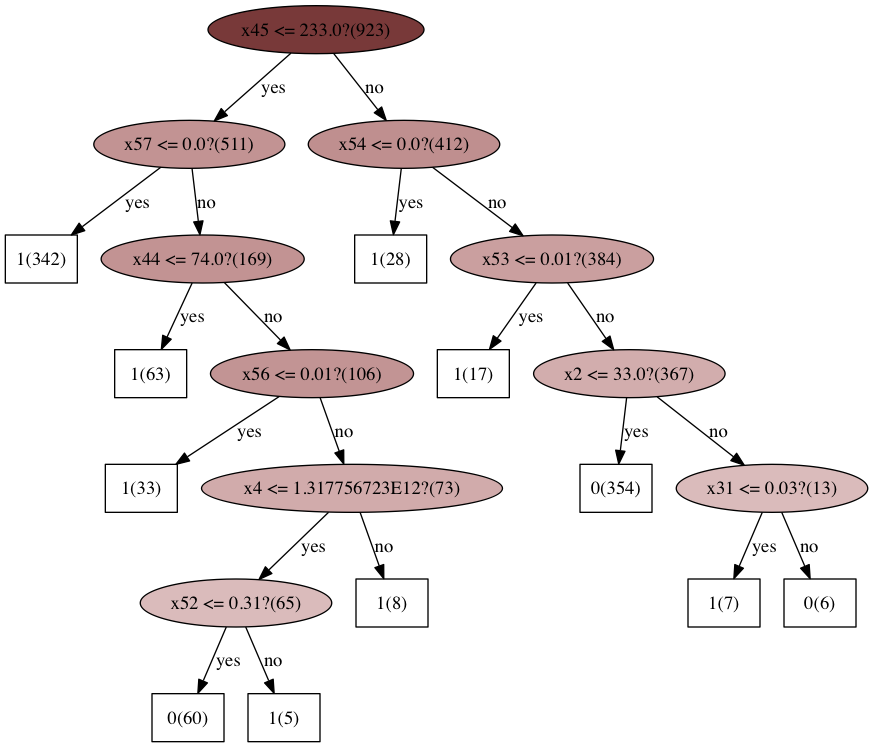 x45 <= 233.0?(923)
yes
no
x57 <= 0.0?(511)
x54 <= 0.0?(412)
yes
no
yes
no
1(342)
x44 <= 74.0?(169)
1(28)
x53 <= 0.01?(384)
yes
no
yes
no
1(63)
x56 <= 0.01?(106)
1(17)
x2 <= 33.0?(367)
yes
no
yes
no
1(33)
x4 <= 1.317756723E12?(73)
0(354)
x31 <= 0.03?(13)
yes
no
yes
no
x52 <= 0.31?(65)
1(8)
1(7)
0(6)
yes
no
0(60)
1(5)